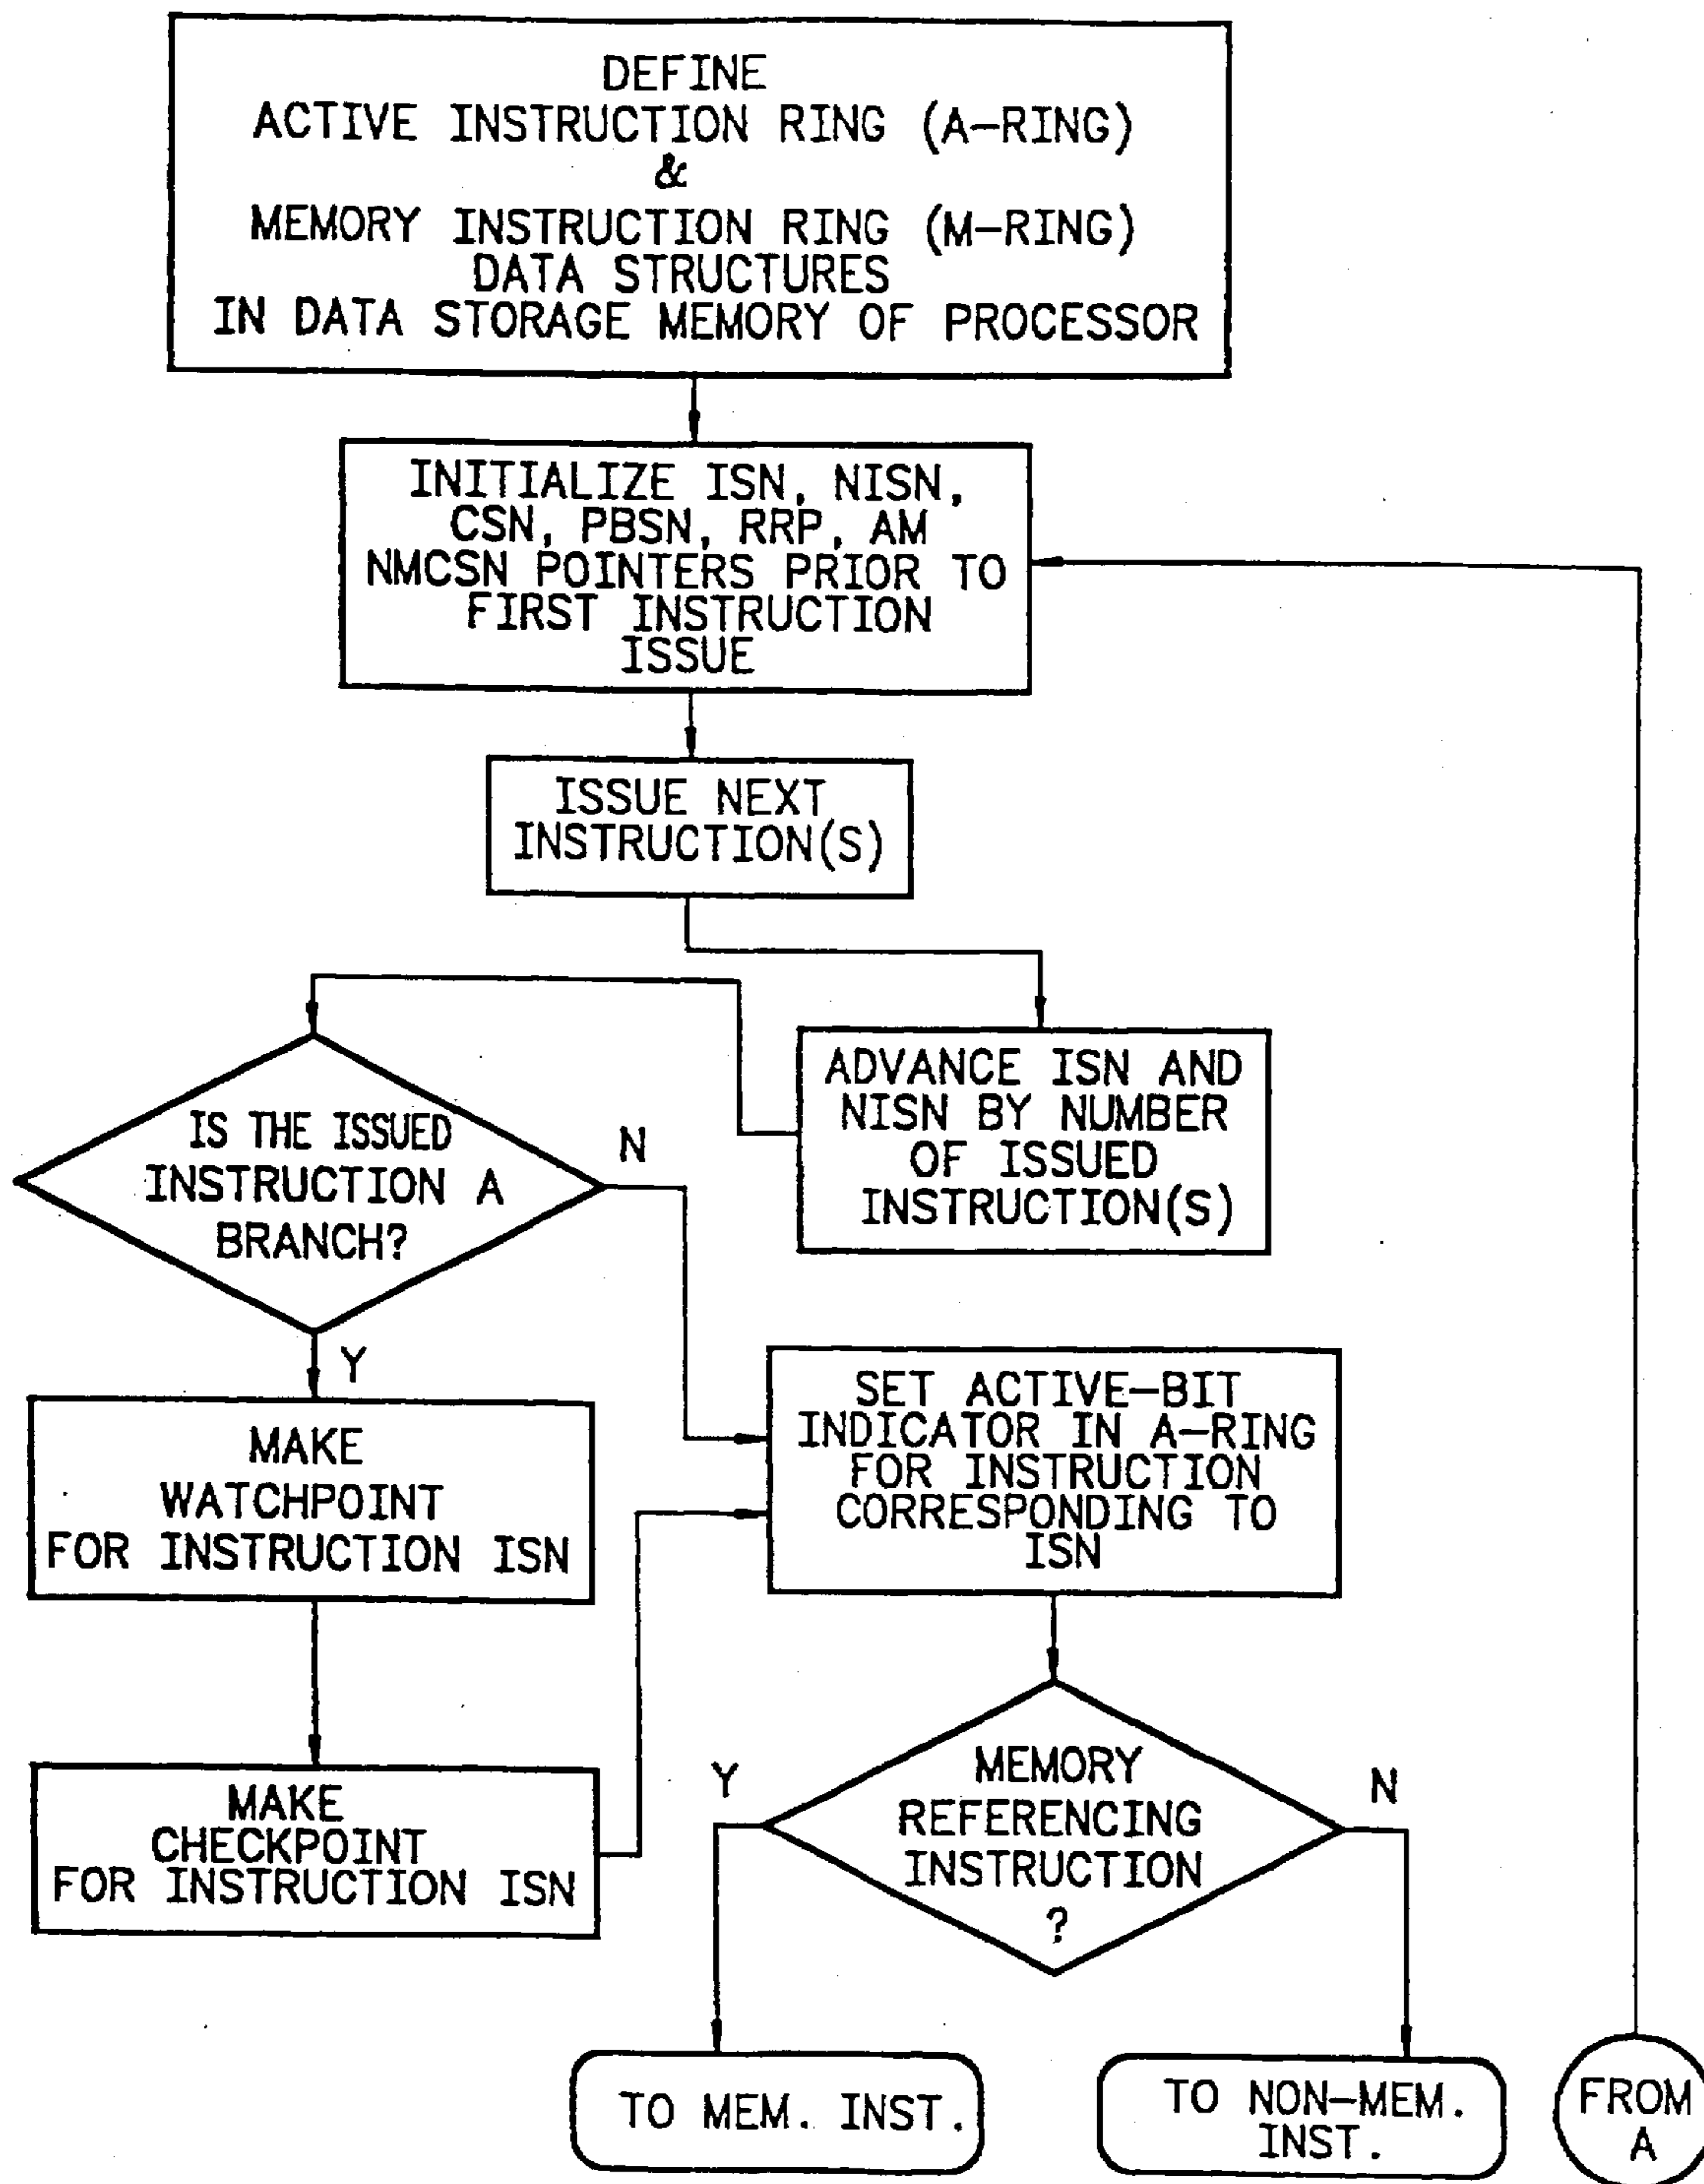 DEFINE
ACTIVE INSTRUCTION RING (A-RING)
&
MEMORY INSTRUCTION RING (M-RING)
DATA STRUCTURES
IN DATA STORAGE MEMORY OF PROCESSOR
INITIALIZE ISN, NISN,
CSN, PBSN, RRP, AM
NMCSN POINTERS PRIOR TO
FIRST INSTRUCTION
ISSUE
ISSUE NEXT
INSTRUCTION(S)
ADVANCE ISN AND
NISN BY NUMBER
OF ISSUED
INSTRUCTION(S)
IS THE ISSUED
INSTRUCTION A
BRANCH?
N
Y
MAKE
WATCHPOINT
FOR INSTRUCTION ISN
SET ACTIVE-BIT
INDICATOR IN A-RING
FOR INSTRUCTION
CORRESPONDING TO
ISN
MAKE
CHECKPOINT
FOR INSTRUCTION ISN
MEMORY
REFERENCING
INSTRUCTION
?
Y
N
TO MEM. INST.
TO NON-MEM.
INST.
FROM
A